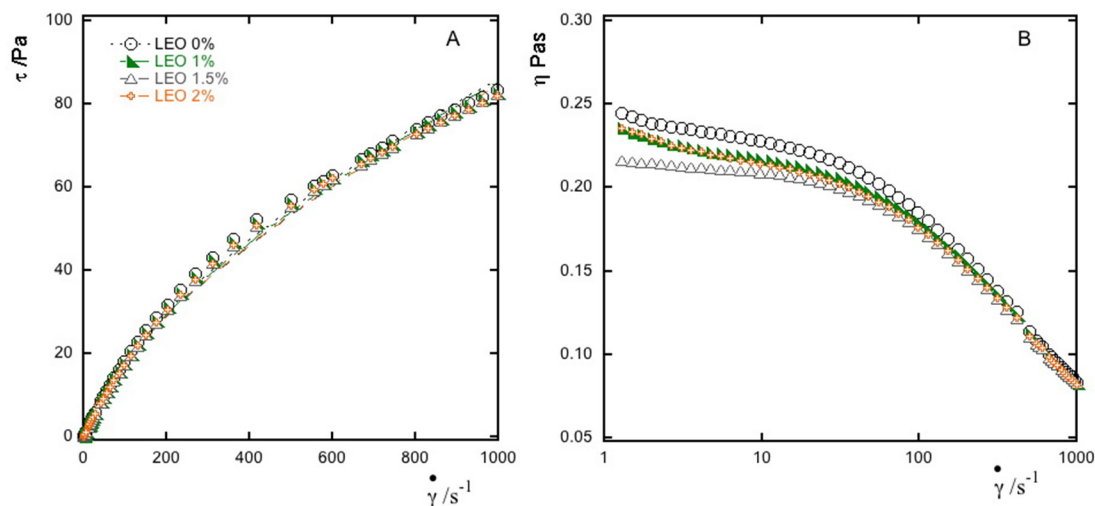 τ /Pa
A
LEO 0%
LEO 1%
LEO 1.5%
LEO 2%
100
80
60
40
20
0
0 200 400 600 800 1000
γ̇ /s⁻¹
η Pas
B
0.30
0.25
0.20
0.15
0.10
0.05
1 10 100 1000
γ̇ /s⁻¹